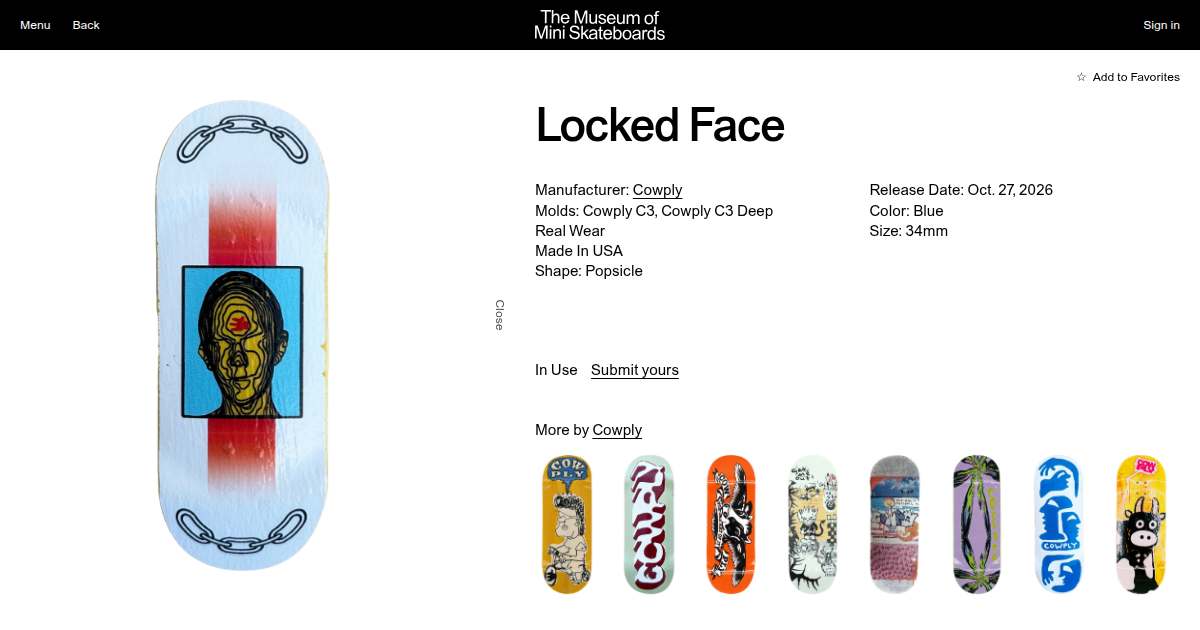 Menu
Back
The Museum of
Mini Skateboards
Sign in
☆ Add to Favorites
Locked Face
Manufacturer: Cowply
Molds: Cowply C3, Cowply C3 Deep
Real Wear
Made In USA
Shape: Popsicle
Release Date: Oct. 27, 2026
Color: Blue
Size: 34mm
Close
In Use Submit yours
More by Cowply
COW
PLY
COWPLY